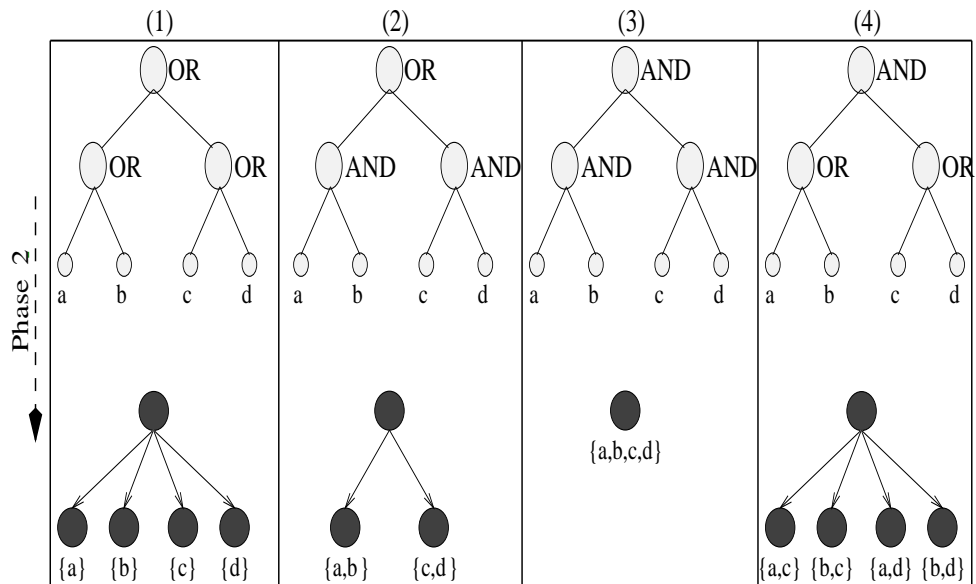 (1) (2) (3) (4)
OR OR AND AND
OR OR AND AND AND AND OR OR
a b c d a b c d a b c d a b c d
Phase 2
{a,b,c,d}
{a} {b} {c} {d} {a,b} {c,d} {a,c} {b,c} {a,d} {b,d}